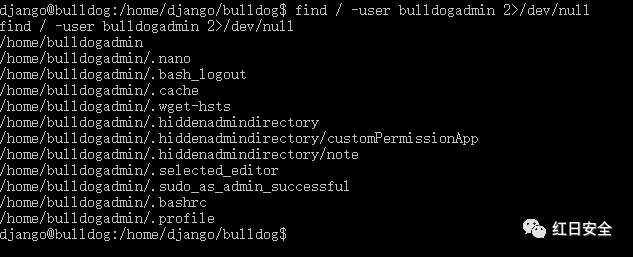 django@bulldog:/home/django/bulldog$ find / -user bulldogadmin 2>/dev/null
find / -user bulldogadmin 2>/dev/null
/home/bulldogadmin
/home/bulldogadmin/.nano
/home/bulldogadmin/.bash_logout
/home/bulldogadmin/.cache
/home/bulldogadmin/.wget-hsts
/home/bulldogadmin/.hiddenadmindirectory
/home/bulldogadmin/.hiddenadmindirectory/customPermissionApp
/home/bulldogadmin/.hiddenadmindirectory/note
/home/bulldogadmin/.selected_editor
/home/bulldogadmin/.sudo_as_admin_successful
/home/bulldogadmin/.bashrc
/home/bulldogadmin/.profile
django@bulldog:/home/django/bulldog$
红日安全